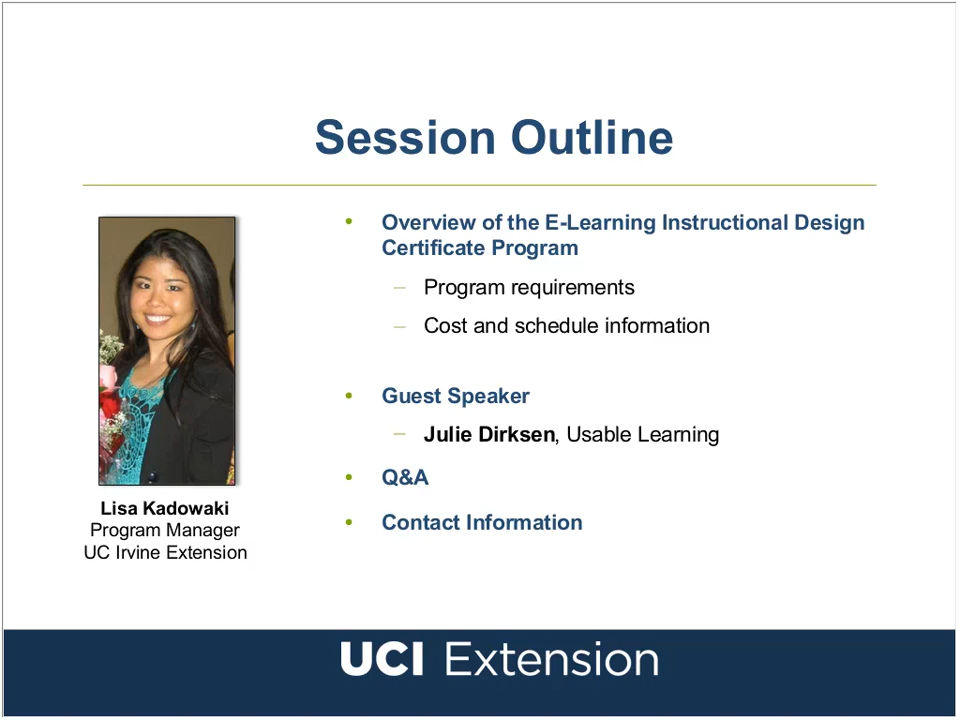 Session Outline
• Overview of the E-Learning Instructional Design
Certificate Program
– Program requirements
– Cost and schedule information
• Guest Speaker
– Julie Dirksen, Usable Learning
• Q&A
• Contact Information
Lisa Kadowaki
Program Manager
UC Irvine Extension
UCI Extension